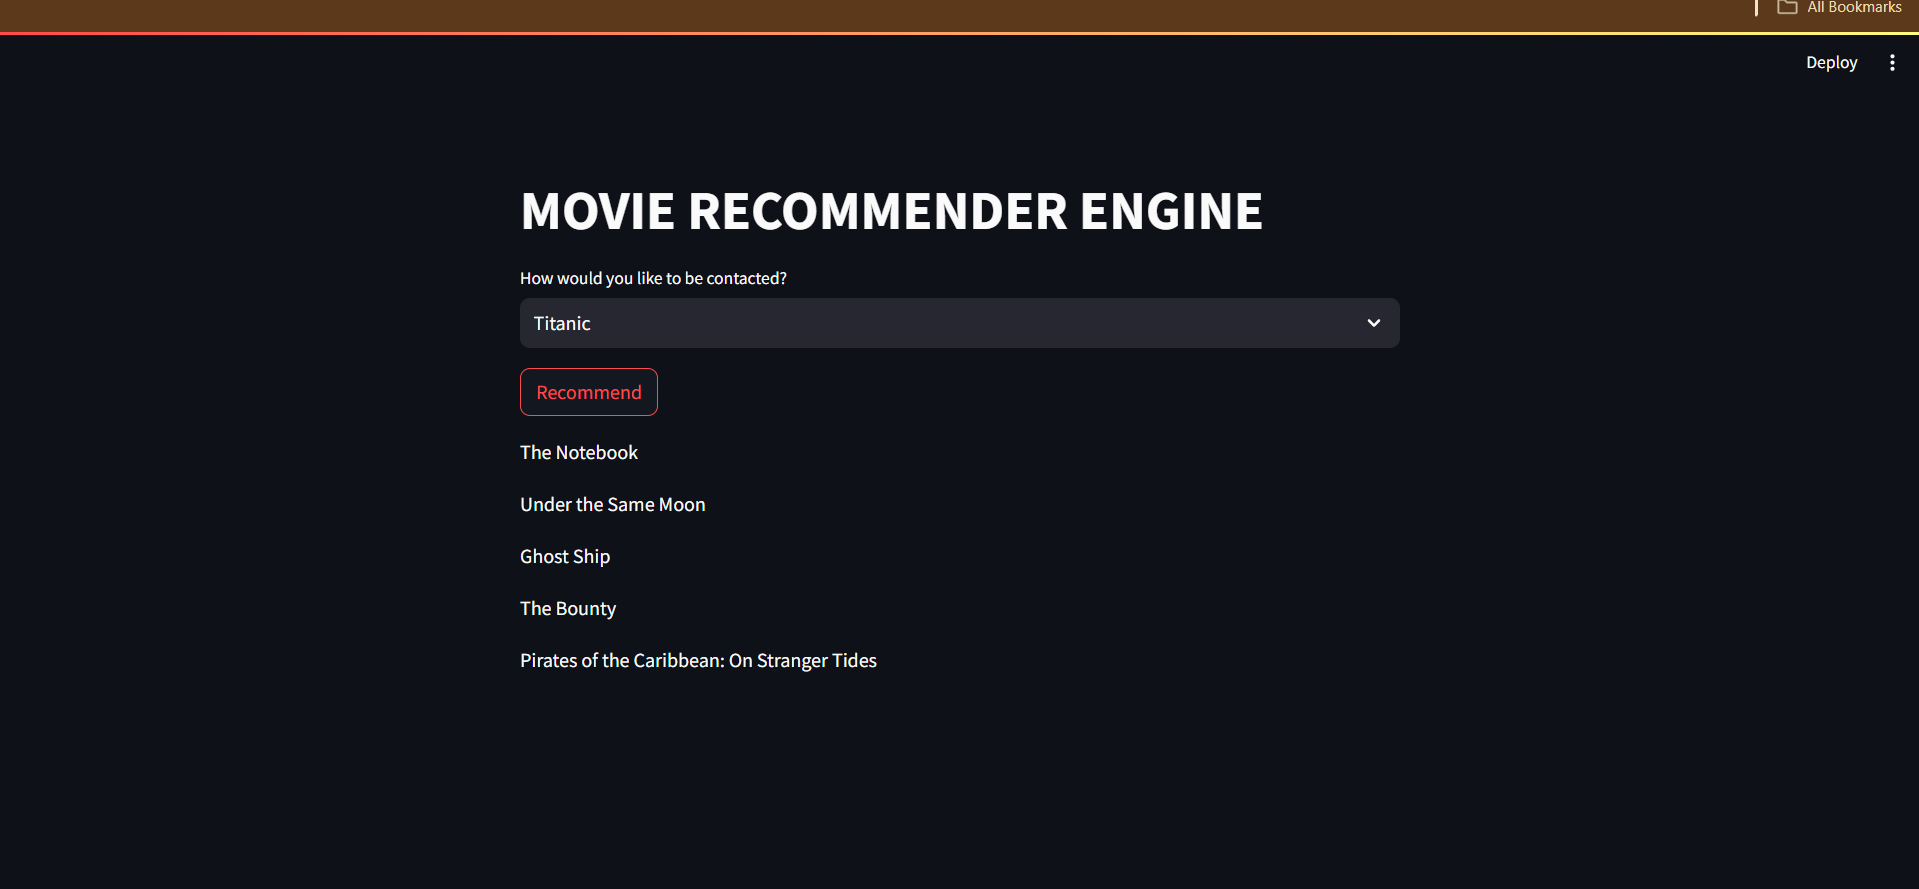 All Bookmarks
Deploy
MOVIE RECOMMENDER ENGINE
How would you like to be contacted?
Titanic
Recommend
The Notebook
Under the Same Moon
Ghost Ship
The Bounty
Pirates of the Caribbean: On Stranger Tides